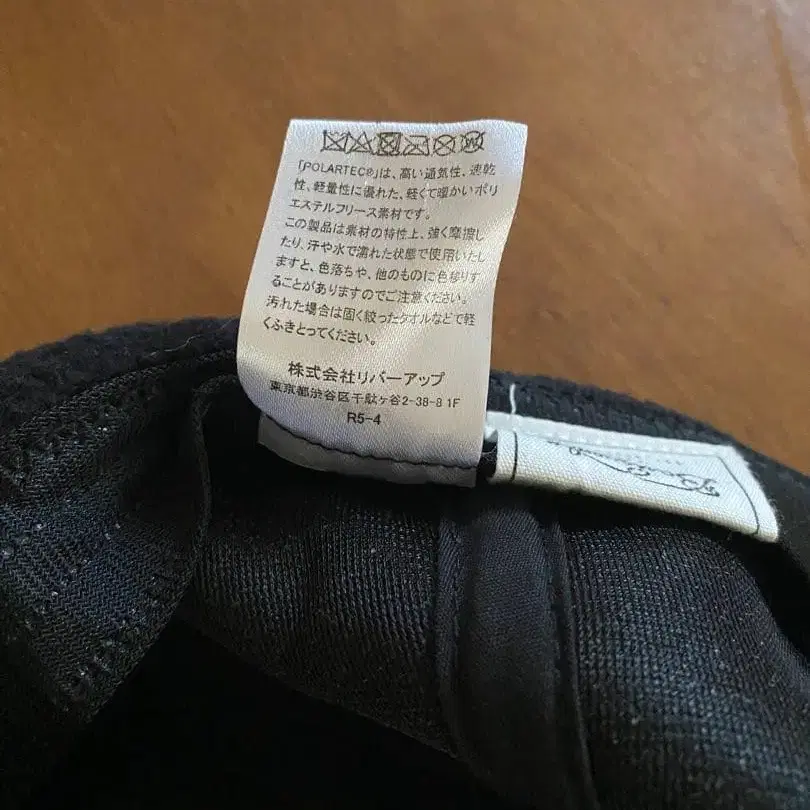 「POLARTEC®」は、高い通気性、速乾
性、軽量性に優れた、軽くて暖かいポリ
エステルフリース素材です。
この製品は素材の特性上、強く摩擦し
たり、汗や水で濡れた状態で使用いたし
ますと、色落ちや、他のものに色移りす
ることがありますのでご注意ください。
汚れた場合は固く絞ったタオルなどで軽
くふきとってください。
株式会社リバーアップ
東京都渋谷区千駄ヶ谷2-38-8 1F
R5-4